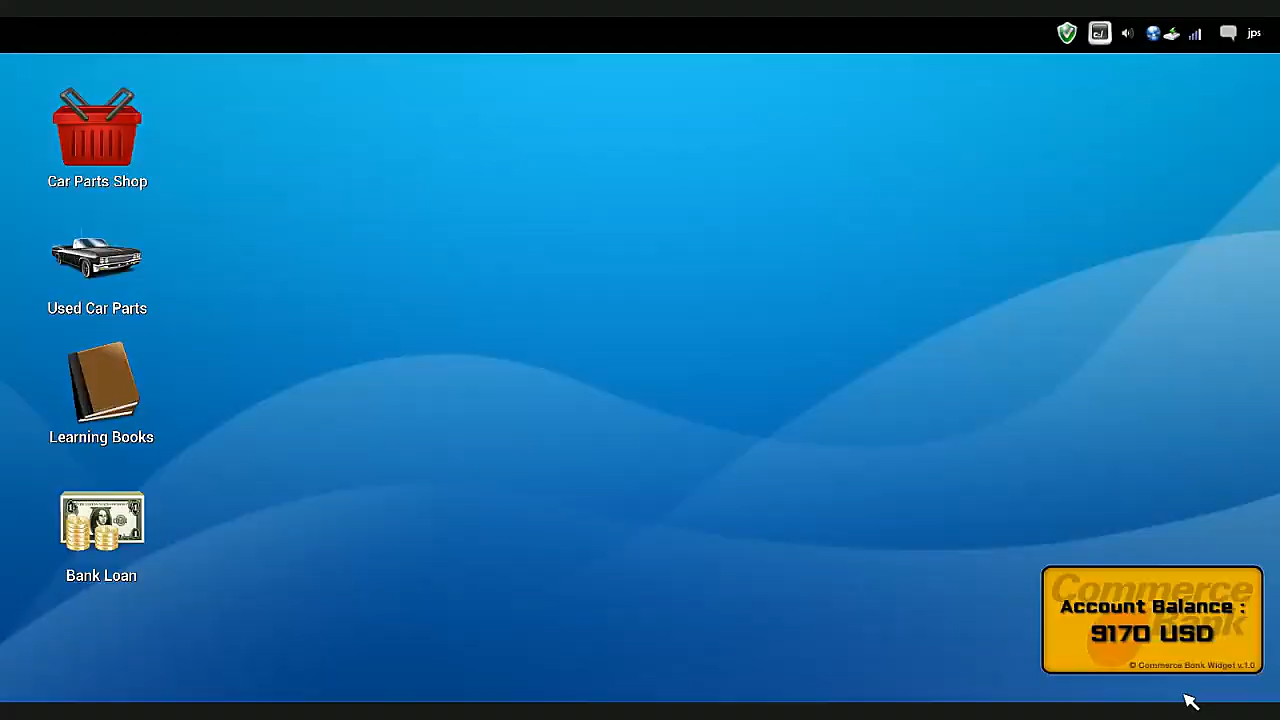 jps
Car Parts Shop
Used Car Parts
Learning Books
Bank Loan
Commerce
Bank
Account Balance :
9170 USD
© Commerce Bank Widget v.1.0